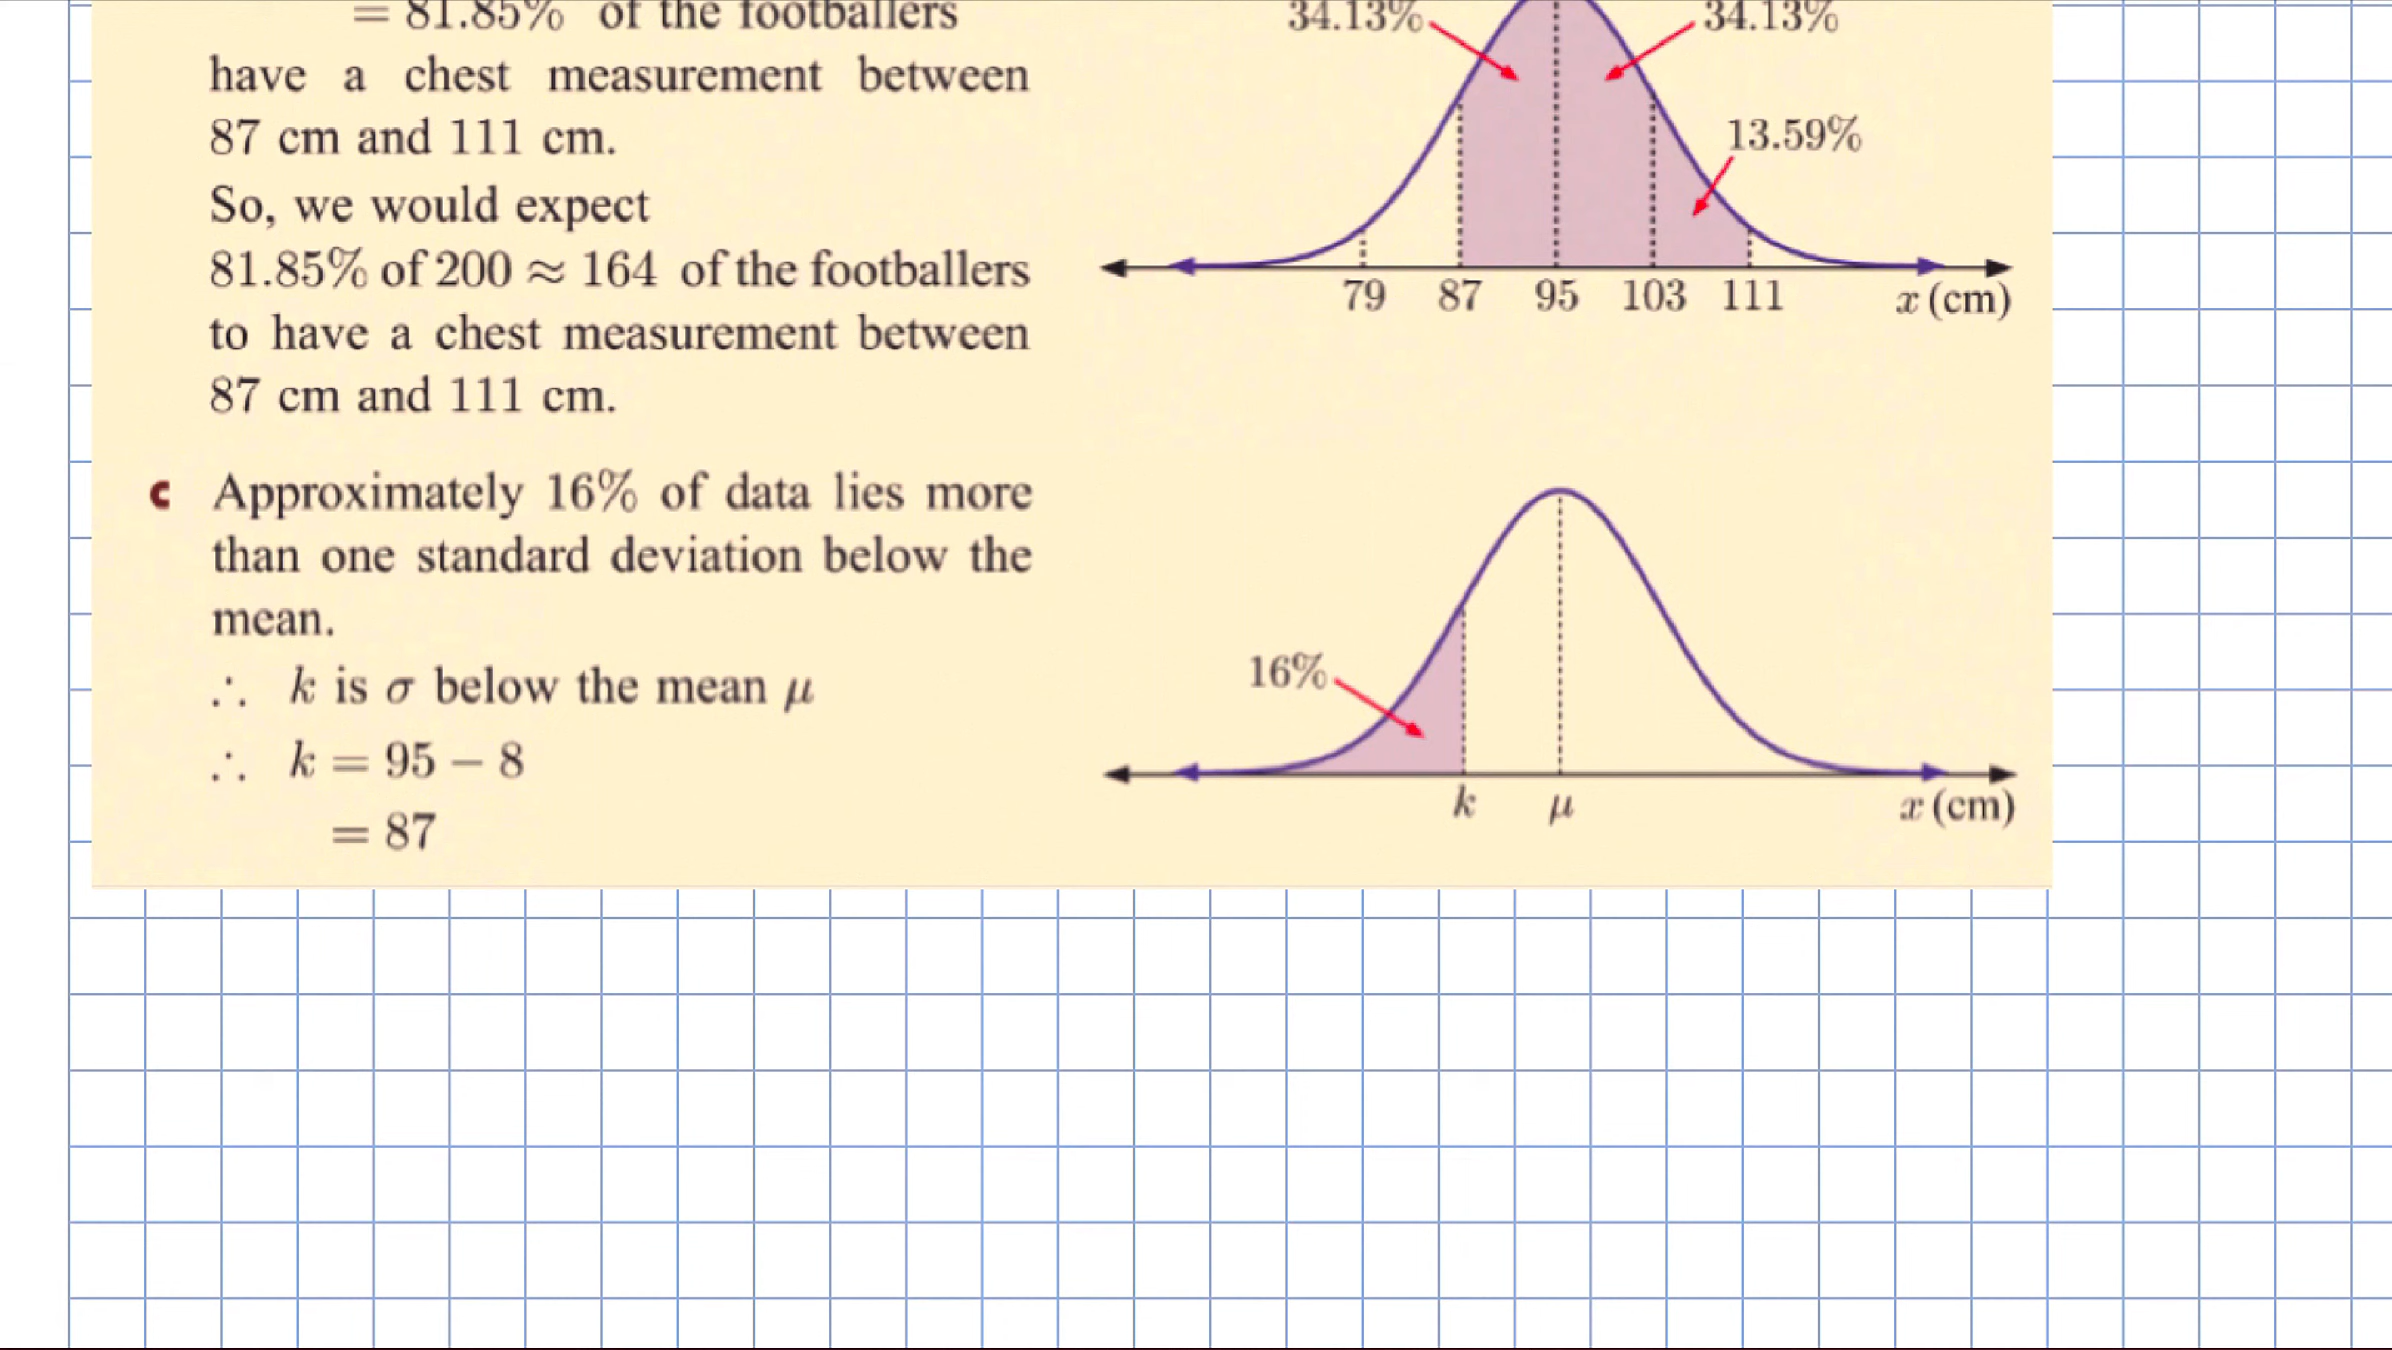 = 81.85% of the footballers
have a chest measurement between
87 cm and 111 cm.
So, we would expect
81.85% of 200 ≈ 164 of the footballers
to have a chest measurement between
87 cm and 111 cm.
34.13%
34.13%
13.59%
79 87 95 103 111 x (cm)
c Approximately 16% of data lies more
than one standard deviation below the
mean.
∴ k is σ below the mean μ
∴ k = 95 − 8
= 87
16%
k μ x (cm)